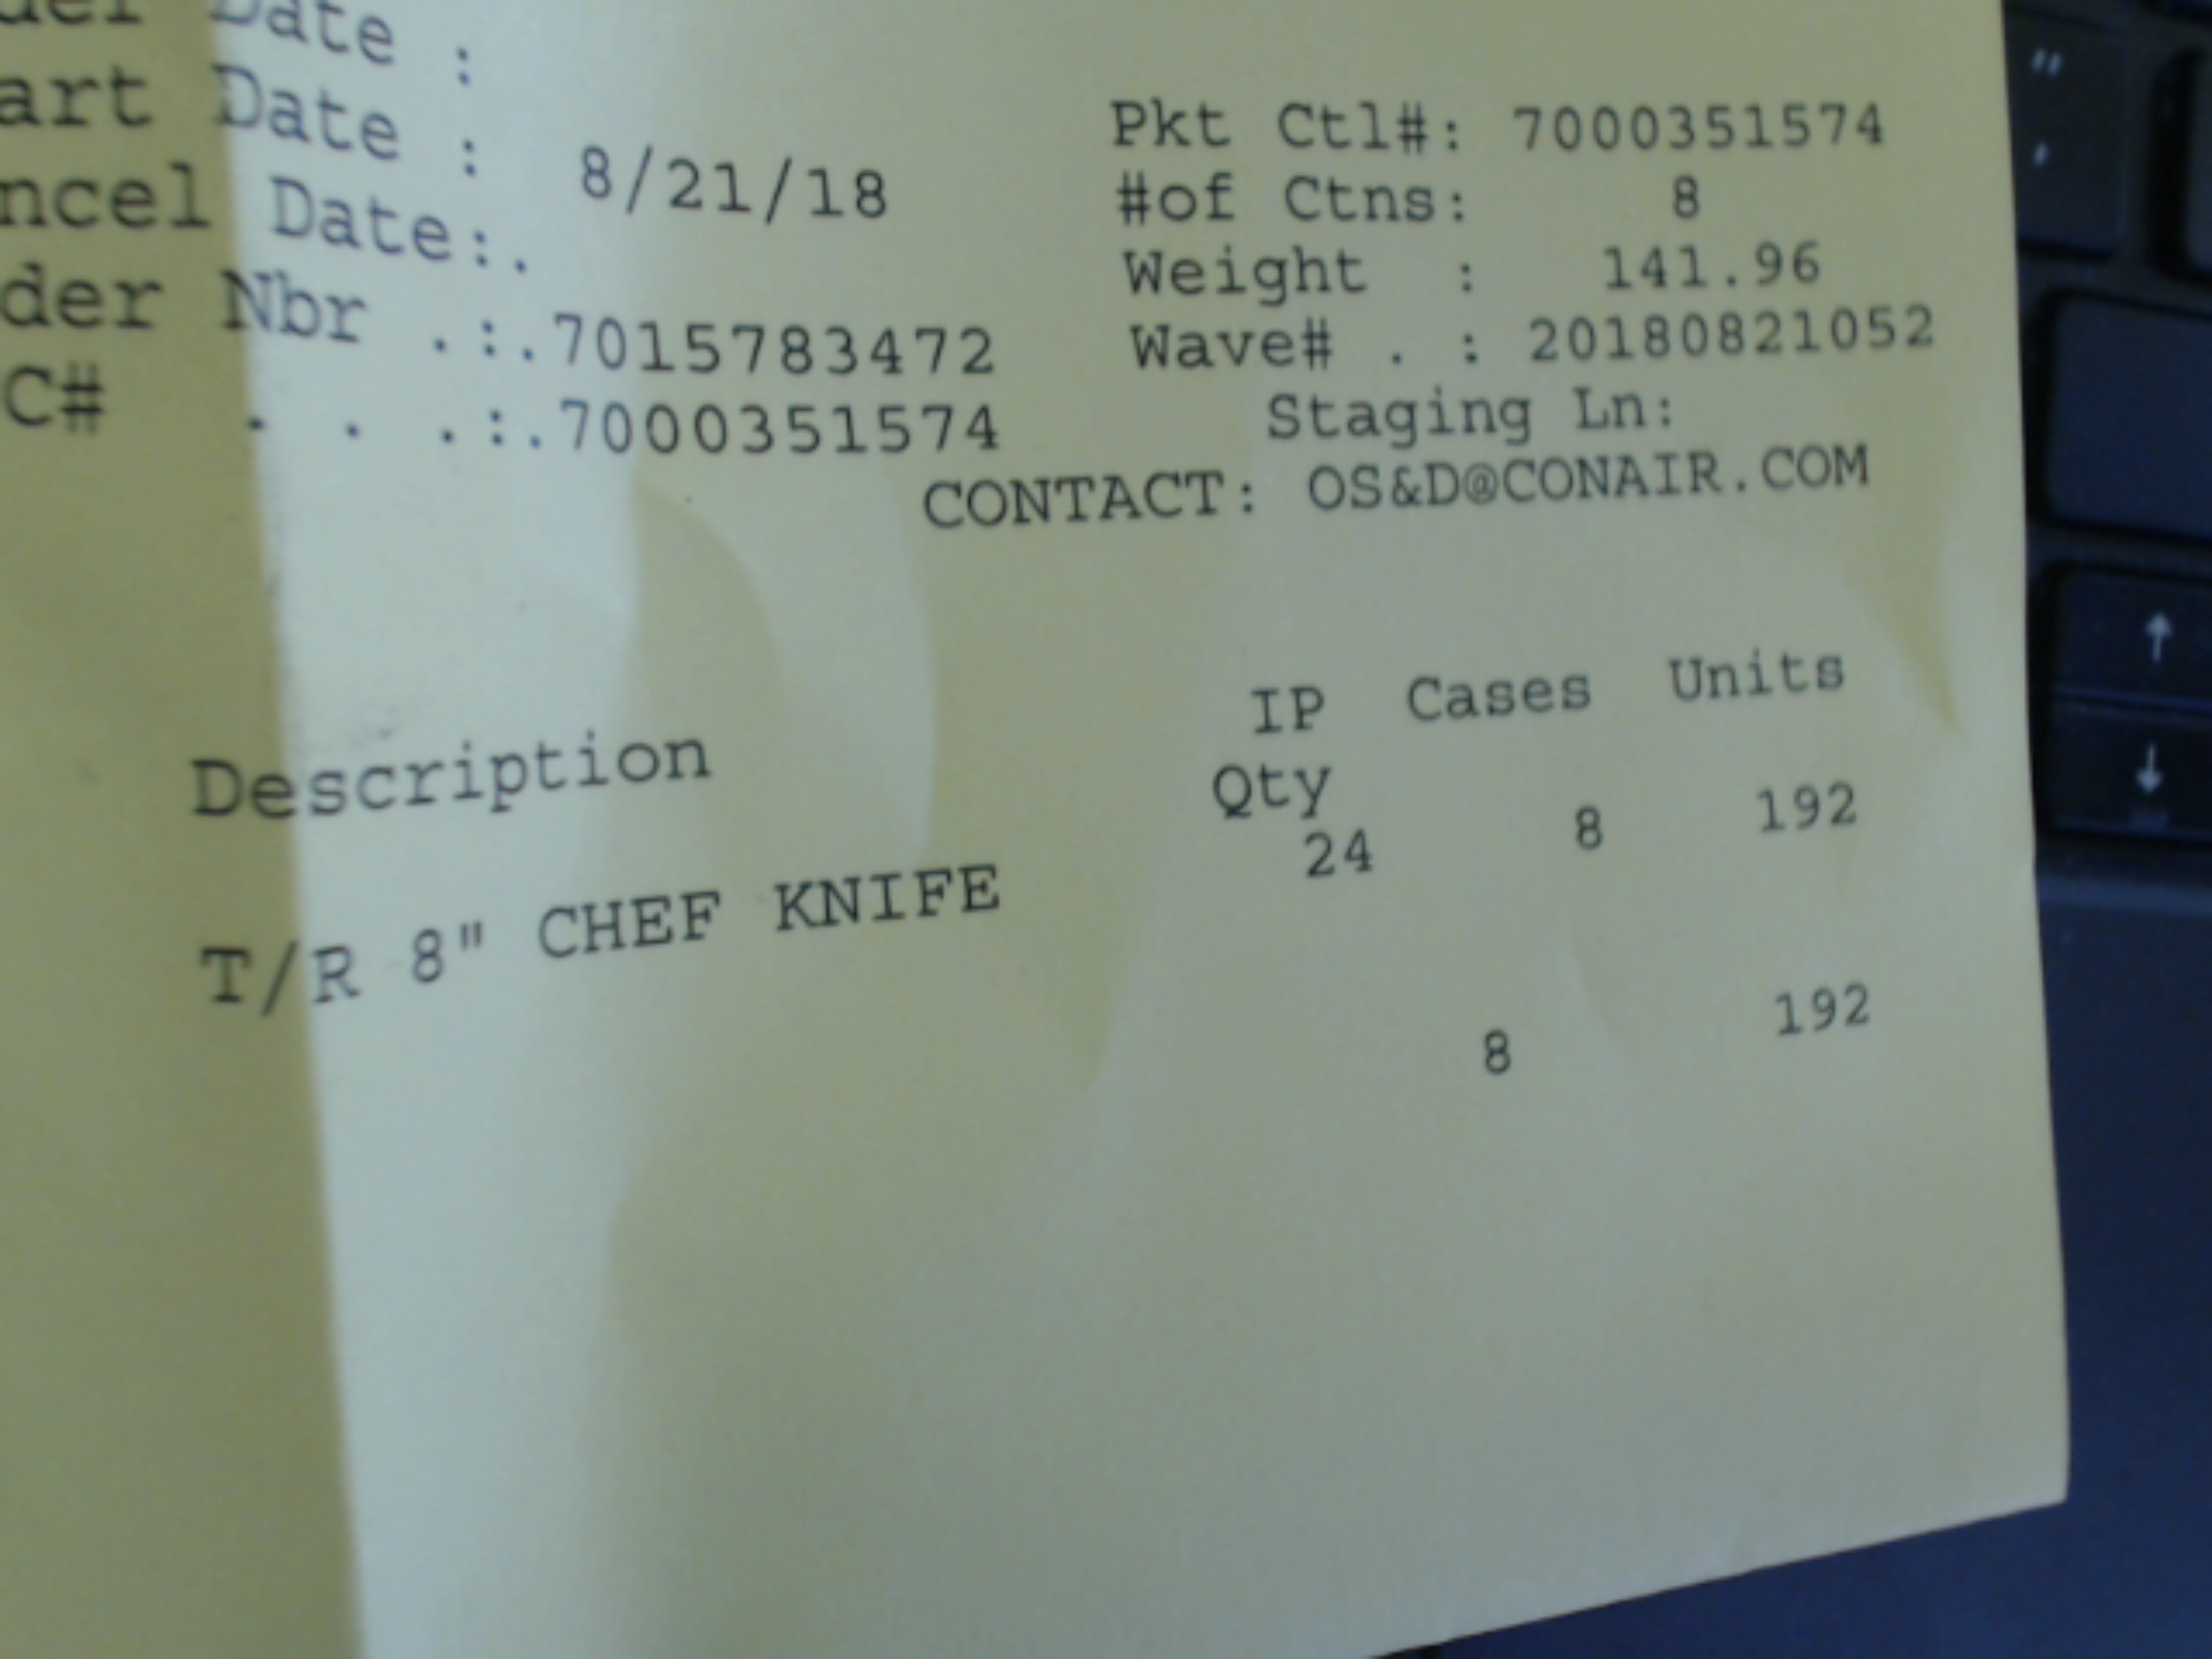 Date :
art Date : 8/21/18
ncel Date:.
der Nbr .:.7015783472
C# . . .:.7000351574
Pkt Ctl#: 7000351574
#of Ctns: 8
Weight : 141.96
Wave# . : 20180821052
Staging Ln:
CONTACT: OS&D@CONAIR.COM
Description IP Cases Units
Qty
T/R 8" CHEF KNIFE 24 8 192
8 192